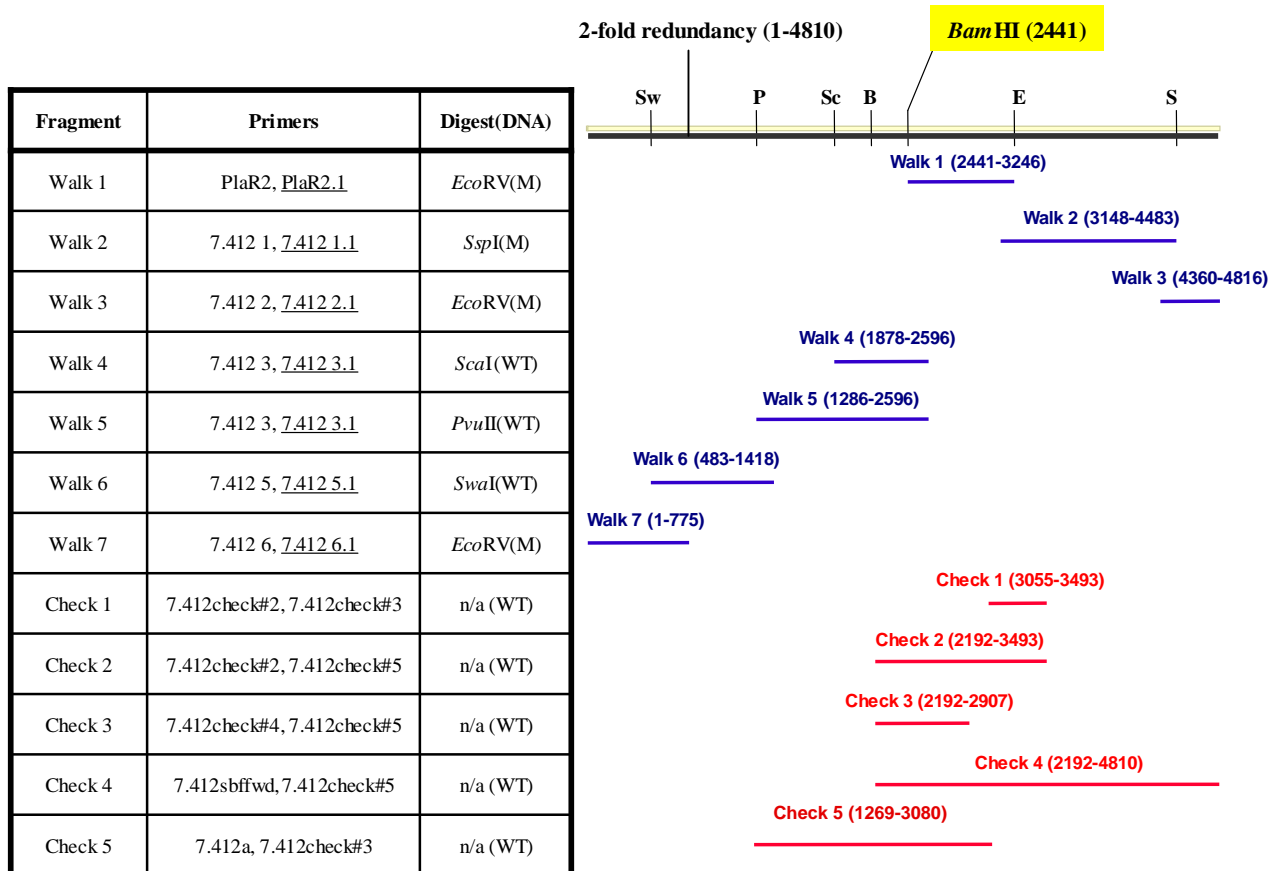 2-fold redundancy (1-4810)
BamHI (2441)
Sw P Sc B E S
Fragment Primers Digest(DNA)
Walk 1 PlaR2, PlaR2.1 EcoRV(M)
Walk 1 (2441-3246)
Walk 2 7.412 1, 7.412 1.1 SspI(M)
Walk 2 (3148-4483)
Walk 3 7.412 2, 7.412 2.1 EcoRV(M)
Walk 3 (4360-4816)
Walk 4 7.412 3, 7.412 3.1 ScaI(WT)
Walk 4 (1878-2596)
Walk 5 7.412 3, 7.412 3.1 PvuII(WT)
Walk 5 (1286-2596)
Walk 6 7.412 5, 7.412 5.1 SwaI(WT)
Walk 6 (483-1418)
Walk 7 7.412 6, 7.412 6.1 EcoRV(M)
Walk 7 (1-775)
Check 1 7.412check#2, 7.412check#3 n/a (WT)
Check 1 (3055-3493)
Check 2 7.412check#2, 7.412check#5 n/a (WT)
Check 2 (2192-3493)
Check 3 7.412check#4, 7.412check#5 n/a (WT)
Check 3 (2192-2907)
Check 4 7.412sbffwd, 7.412check#5 n/a (WT)
Check 4 (2192-4810)
Check 5 7.412a, 7.412check#3 n/a (WT)
Check 5 (1269-3080)